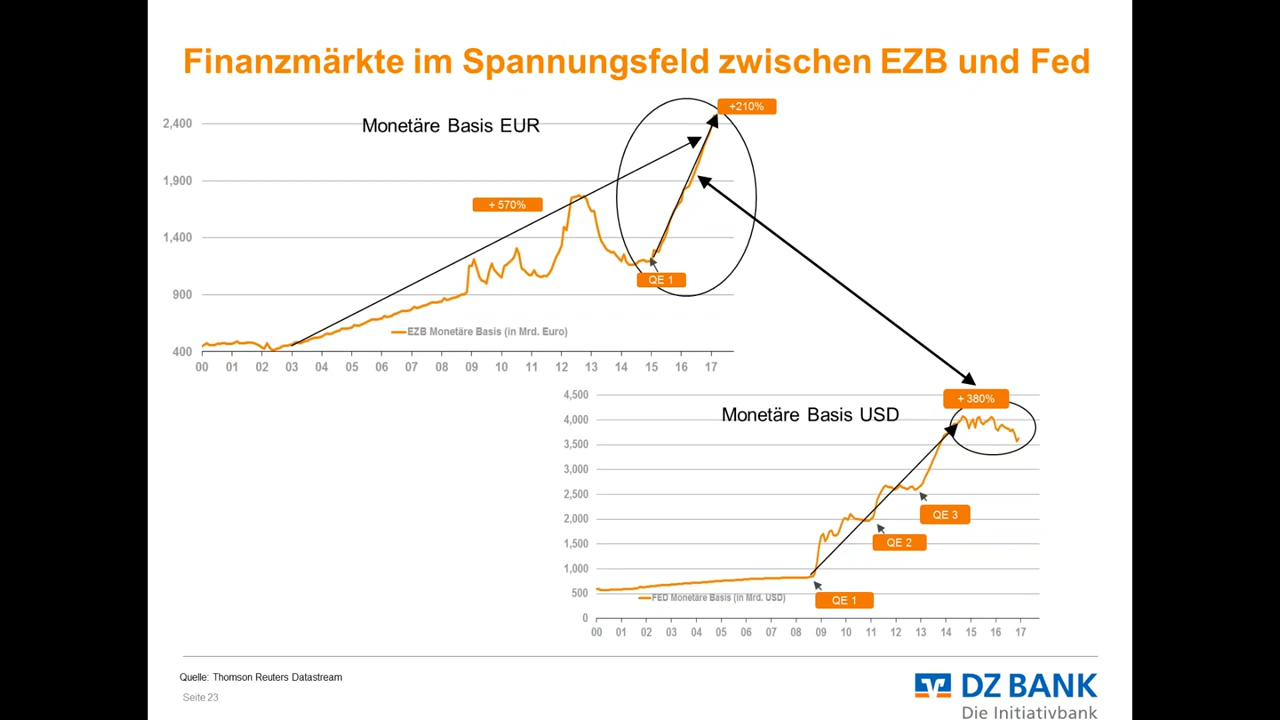 Finanzmärkte im Spannungsfeld zwischen EZB und Fed
+210%
Monetäre Basis EUR
2,400
1,900
1,400
900
400
+ 570%
QE 1
EZB Monetäre Basis (in Mrd. Euro)
00 01 02 03 04 05 06 07 08 09 10 11 12 13 14 15 16 17
+ 380%
Monetäre Basis USD
4,500
4,000
3,500
3,000
2,500
2,000
1,500
1,000
500
0
QE 3
QE 2
QE 1
FED Monetäre Basis (in Mrd. USD)
00 01 02 03 04 05 06 07 08 09 10 11 12 13 14 15 16 17
Quelle: Thomson Reuters Datastream
Seite 23
DZ BANK
Die Initiativbank